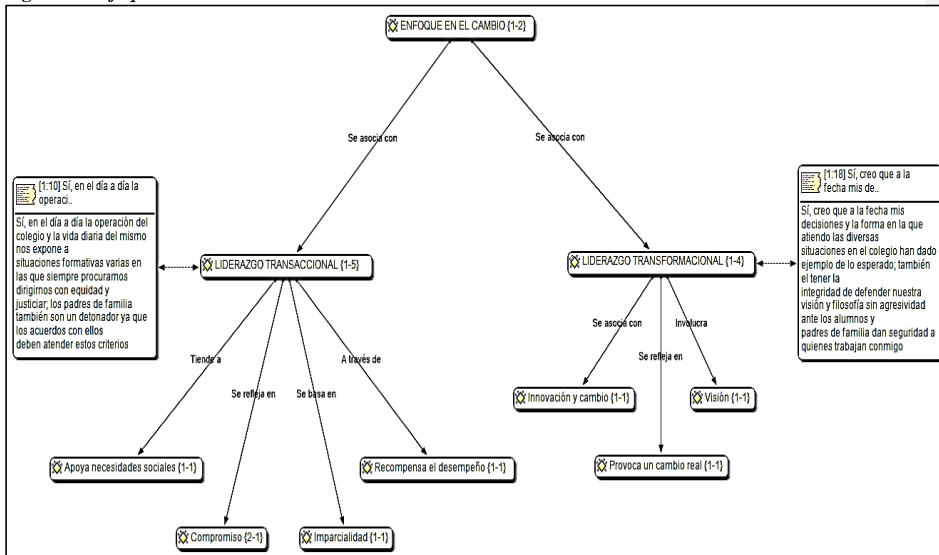 ENFOQUE EN EL CAMBIO {1-2}
Se asocia con
Se asocia con
[1:10] Sí, en el día a día la
operaci..
Sí, en el día a día la operación del
colegio y la vida diaria del mismo
nos expone a
situaciones formativas varias en
las que siempre procuramos
dirigirnos con equidad y
justiciar; los padres de familia
también son un detonador ya que
los acuerdos con ellos
deben atender estos criterios
[1:18] Sí, creo que a la
fecha mis de..
Sí, creo que a la fecha mis
decisiones y la forma en la que
atiendo las diversas
situaciones en el colegio han dado
ejemplo de lo esperado; también
el tener la
integridad de defender nuestra
visión y filosofía sin agresividad
ante los alumnos y
padres de familia dan seguridad a
quienes trabajan conmigo
LIDERAZGO TRANSACCIONAL {1-5}
LIDERAZGO TRANSFORMACIONAL {1-4}
Se asocia con
Involucra
Se refleja en
Tiende a
A través de
Se refleja en
Se basa en
Innovación y cambio {1-1}
Visión {1-1}
Apoya necesidades sociales {1-1}
Recompensa el desempeño {1-1}
Provoca un cambio real {1-1}
Compromiso {2-1}
Imparcialidad {1-1}